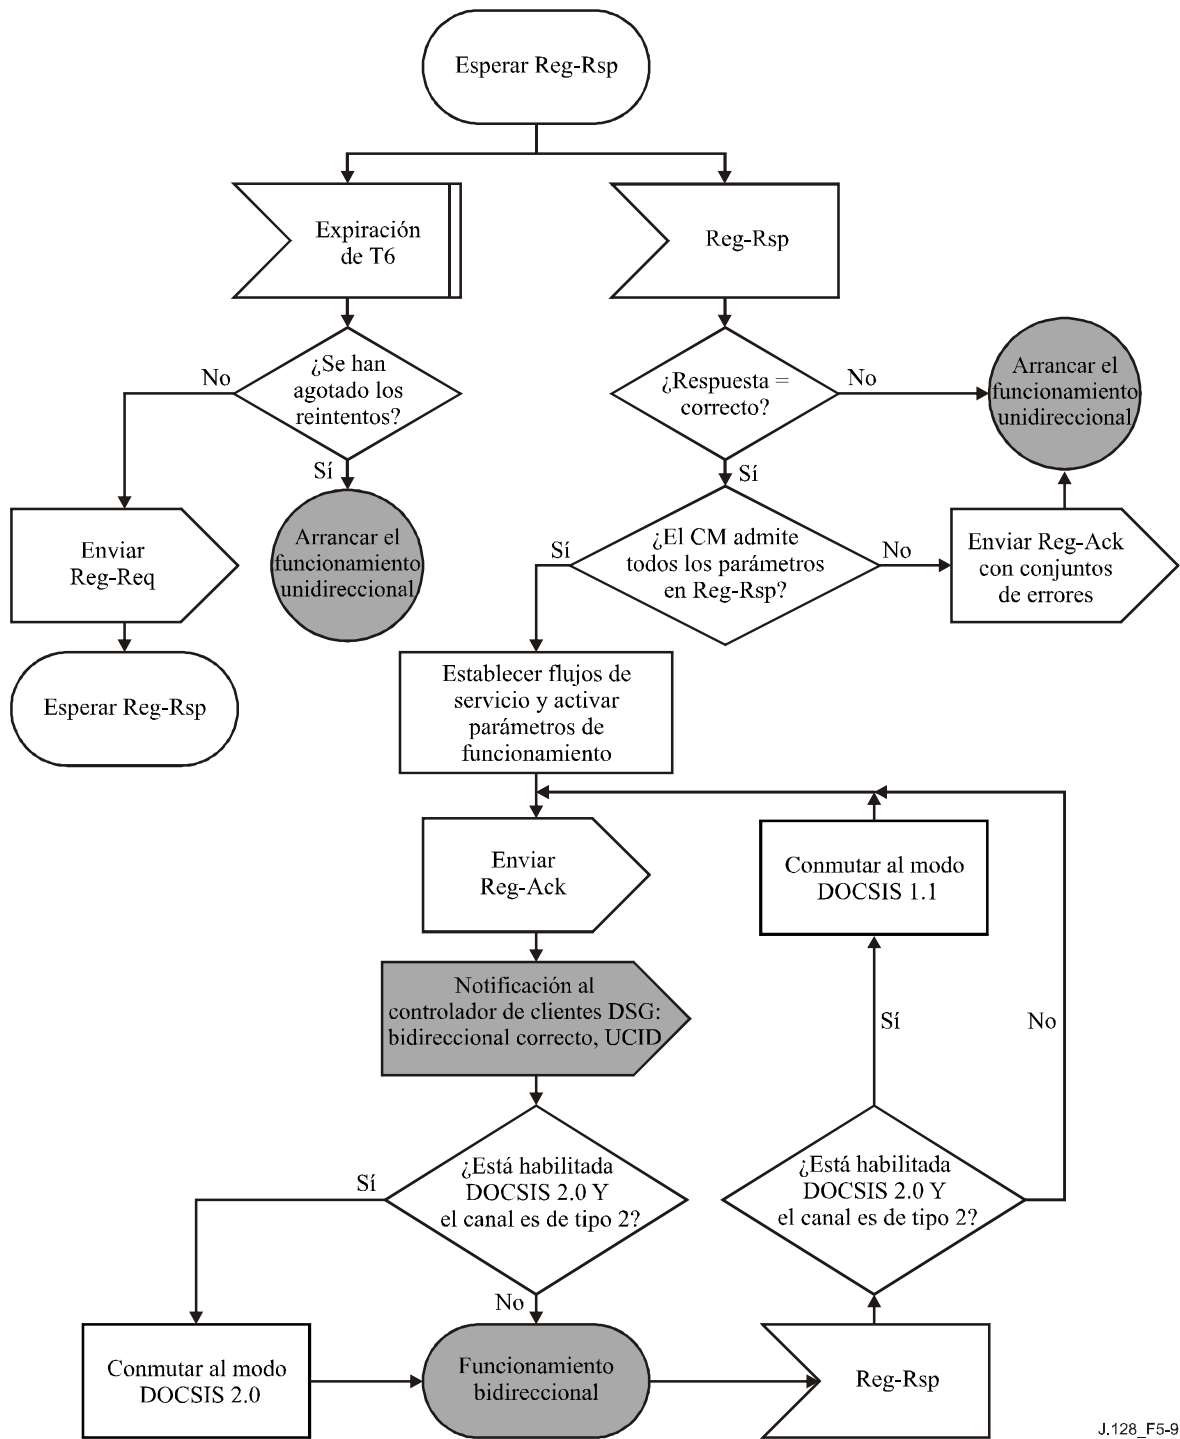 Esperar Reg-Rsp
Expiración
de T6
Reg-Rsp
¿Se han
agotado los
reintentos?
No
Sí
¿Respuesta =
correcto?
No
Sí
Arrancar el
funcionamiento
unidireccional
Enviar
Reg-Req
Arrancar el
funcionamiento
unidireccional
¿El CM admite
todos los parámetros
en Reg-Rsp?
Sí
No
Enviar Reg-Ack
con conjuntos
de errores
Esperar Reg-Rsp
Establecer flujos de
servicio y activar
parámetros de
funcionamiento
Enviar
Reg-Ack
Conmutar al modo
DOCSIS 1.1
Notificación al
controlador de clientes DSG:
bidireccional correcto, UCID
Sí
No
¿Está habilitada
DOCSIS 2.0 Y
el canal es de tipo 2?
Sí
No
¿Está habilitada
DOCSIS 2.0 Y
el canal es de tipo 2?
Conmutar al modo
DOCSIS 2.0
Funcionamiento
bidireccional
Reg-Rsp
J.128_F5-9